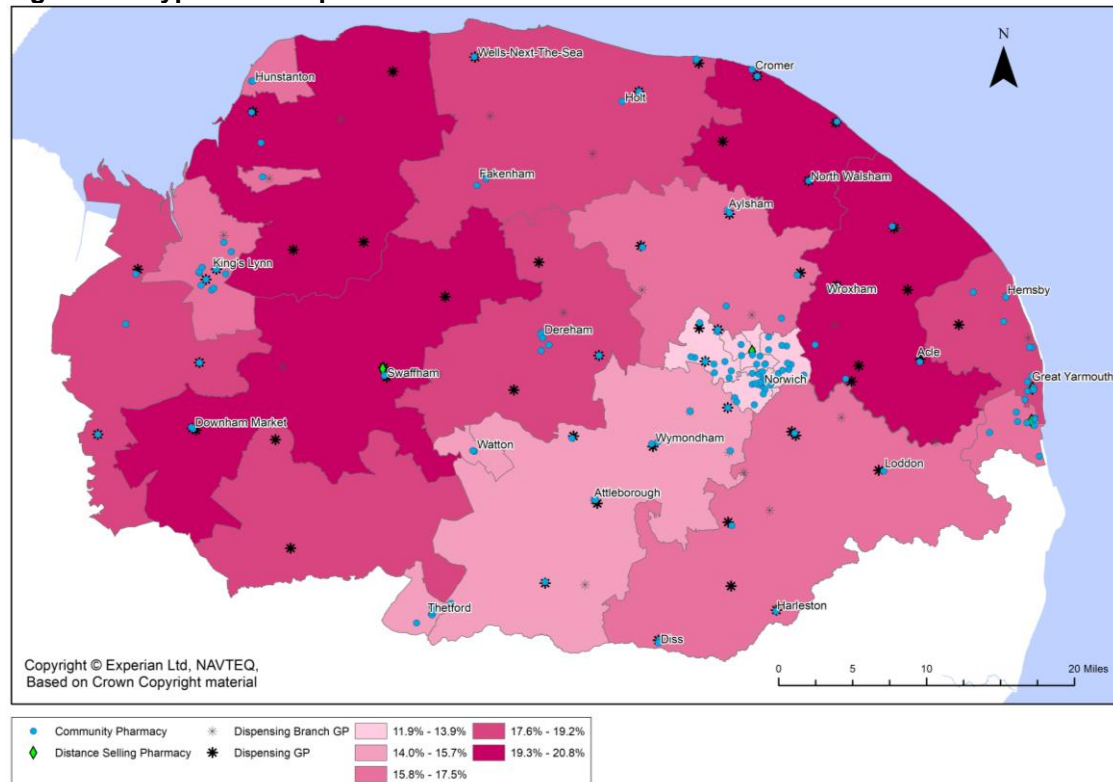 N
Wells-Next-The-Sea
Cromer
Hunstanton
Holt
Fakenham
North Walsham
Aylsham
King's Lynn
Wroxham
Hemsby
Dereham
Acle
Swaffham
Norwich
Great Yarmouth
Downham Market
Watton
Wymondham
Loddon
Attleborough
Thetford
Harleston
Diss
Copyright © Experian Ltd, NAVTEQ,
Based on Crown Copyright material
0 5 10 20 Miles
Community Pharmacy
Distance Selling Pharmacy
Dispensing Branch GP
Dispensing GP
11.9% - 13.9%
14.0% - 15.7%
15.8% - 17.5%
17.6% - 19.2%
19.3% - 20.8%